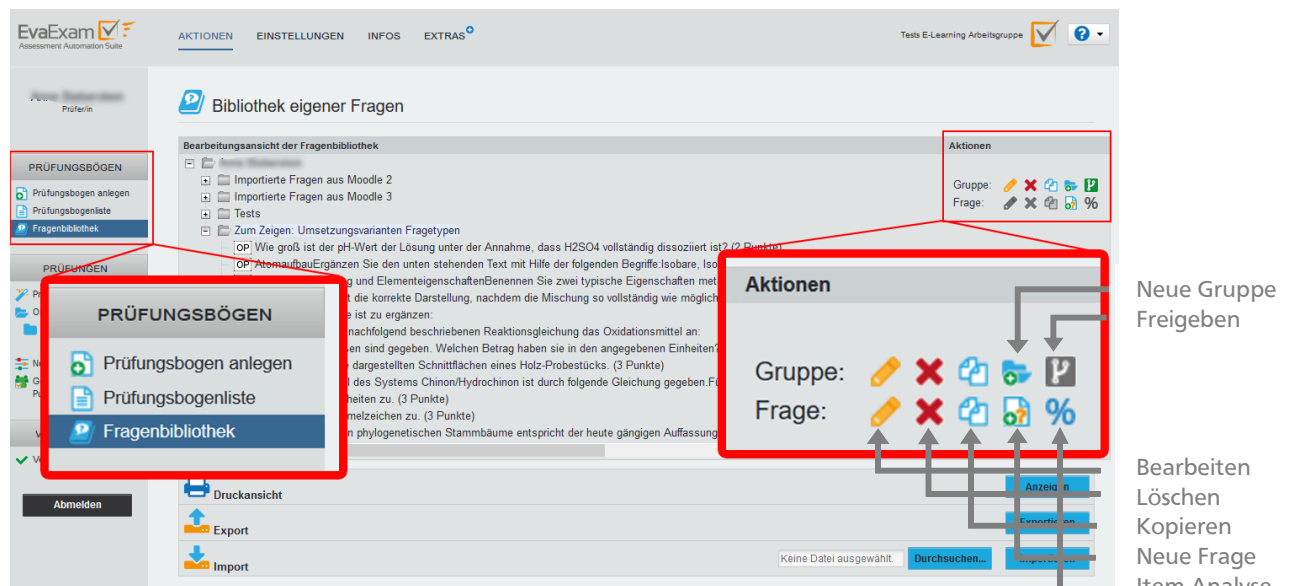 EvaExam
Assessment Automation Suite
AKTIONEN EINSTELLUNGEN INFOS EXTRAS
Tests E-Learning Arbeitsgruppe
Prüfer/in
Bibliothek eigener Fragen
Bearbeitungsansicht der Fragenbibliothek
Aktionen
PRÜFUNGSBÖGEN
Prüfungsbogen anlegen
Prüfungsbogenliste
Fragenbibliothek
Importierte Fragen aus Moodle 2
Importierte Fragen aus Moodle 3
Tests
Zum Zeigen: Umsetzungsvarianten Fragetypen
Gruppe:
Frage: %
OP Wie groß ist der pH-Wert der Lösung unter der Annahme, dass H2SO4 vollständig dissoziiert ist? (2 Punkte)
OP AtomaufbauErgänzen Sie den unten stehenden Text mit Hilfe der folgenden Begriffe:Isobare,
und ElementeigenschaftenBenennen Sie zwei typische Eigenschaften
die korrekte Darstellung, nachdem die Mischung so vollständig wie
ist zu ergänzen:
nachfolgend beschriebenen Reaktionsgleichung das Oxidationsmittel an:
sind gegeben. Welchen Betrag haben sie in den angegebenen Einheiten?
dargestellten Schnittflächen eines Holz-Probestücks. (3 Punkte)
des Systems Chinon/Hydrochinon ist durch folgende Gleichung gegeben.
zu. (3 Punkte)
zu. (3 Punkte)
phylogenetischen Stammbäume entspricht der heute gängigen Auffassung
PRÜFUNGEN
PRÜFUNGSBÖGEN
Prüfungsbogen anlegen
Prüfungsbogenliste
Fragenbibliothek
Abmelden
Aktionen
Gruppe:
Frage: %
Neue Gruppe
Freigeben
Bearbeiten
Löschen
Kopieren
Neue Frage
Item Analyse
Druckansicht
Anzeigen
Export
Exportieren
Import
Keine Datei ausgewählt. Durchsuchen...